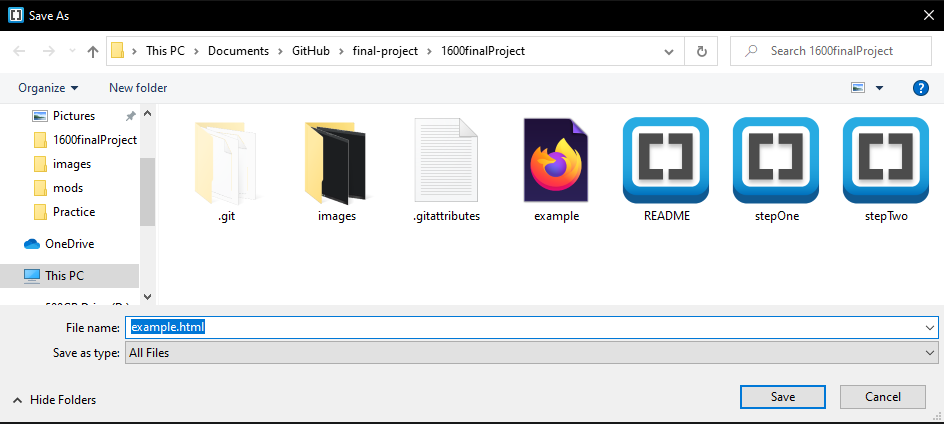 Save As
This PC > Documents > GitHub > final-project > 1600finalProject
Search 1600finalProject
Organize
New folder
Pictures
1600finalProject
images
mods
Practice
OneDrive
This PC
.git
images
.gitattributes
example
README
stepOne
stepTwo
File name: example.html
Save as type: All Files
Hide Folders
Save
Cancel